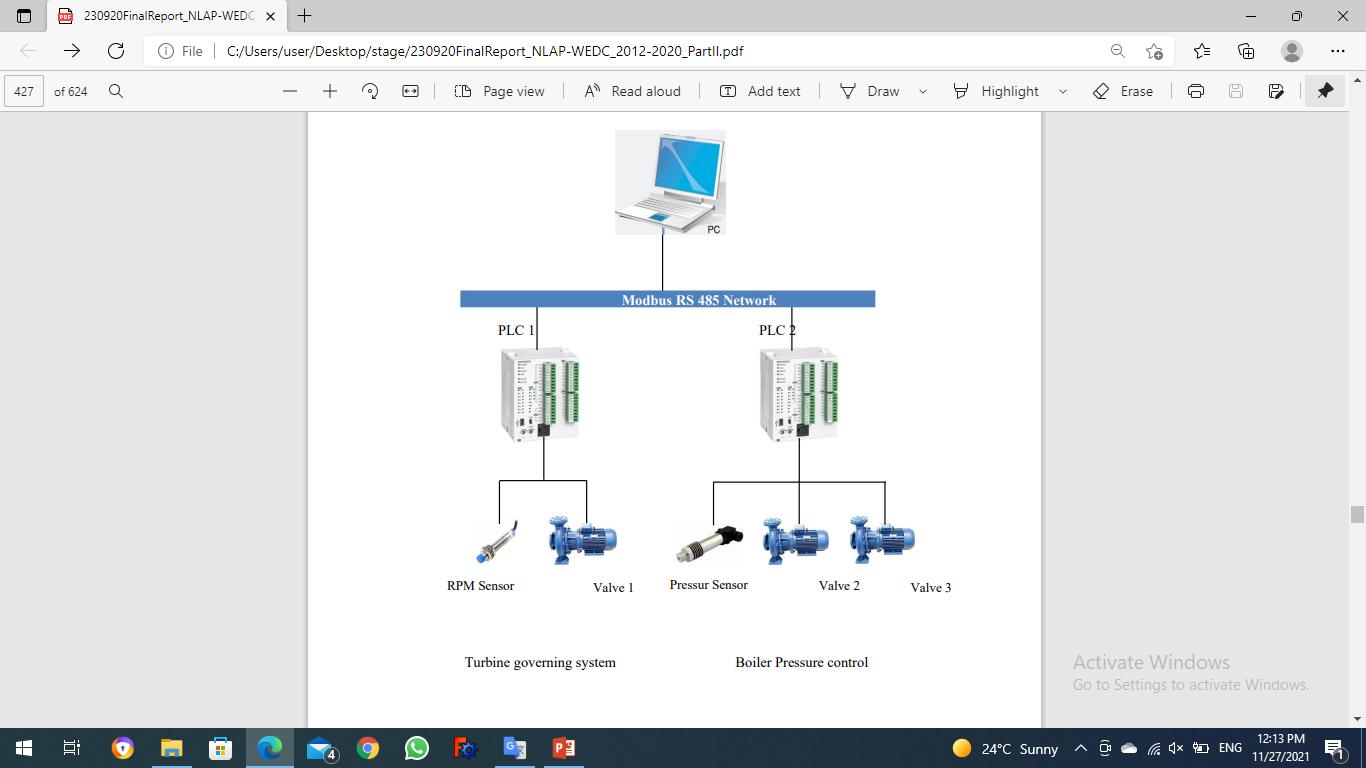 230920FinalReport_NLAP-WEDC
File
C:/Users/user/Desktop/stage/230920FinalReport_NLAP-WEDC_2012-2020_PartII.pdf
427 of 624
Page view
Read aloud
Add text
Draw
Highlight
Erase
PC
Modbus RS 485 Network
PLC 1
PLC 2
RPM Sensor
Valve 1
Pressur Sensor
Valve 2
Valve 3
Turbine governing system
Boiler Pressure control
Activate Windows
Go to Settings to activate Windows.
4
24°C Sunny
ENG
12:13 PM
11/27/2021
1